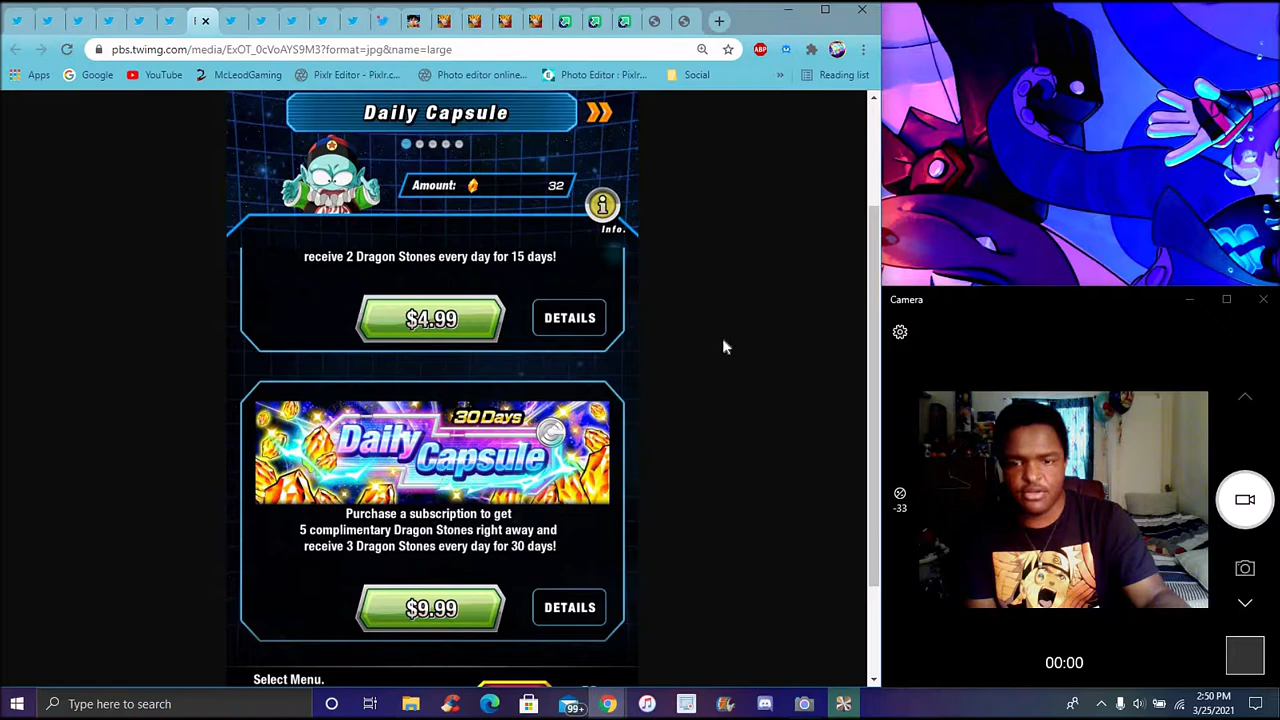 pbs.twimg.com/media/ExOT_0cVoAYS9M3?format=jpg&name=large
ABP
Apps
Google
YouTube
McLeodGaming
Pixlr Editor - Pixlr.c...
Photo editor online...
Photo Editor : Pixlr...
Social
»
Reading list
Daily Capsule
Amount: 32
Info.
receive 2 Dragon Stones every day for 15 days!
$4.99
DETAILS
30 Days
Daily
Capsule
Purchase a subscription to get
5 complimentary Dragon Stones right away and
receive 3 Dragon Stones every day for 30 days!
$9.99
DETAILS
Select Menu.
Camera
-33
00:00
Type here to search
99+
2:50 PM
3/25/2021